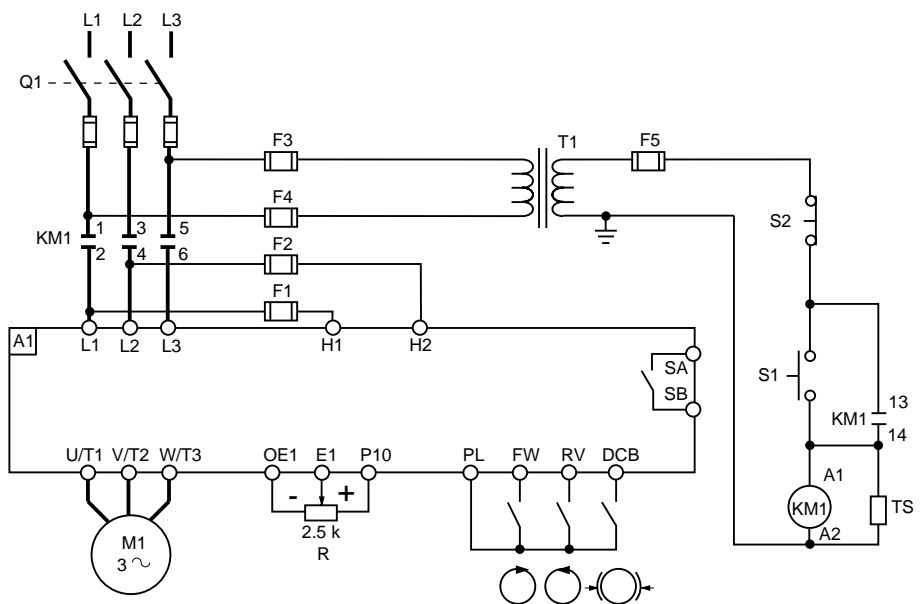 L1 L2 L3
Q1
F3 T1 F5
F4
1 3 5
KM1
2 4 6
S2
F2
F1
A1
L1 L2 L3 H1 H2
SA
SB
S1
13
KM1
14
U/T1 V/T2 W/T3 OE1 E1 P10 PL FW RV DCB
- +
A1
KM1 TS
A2
2.5 k
R
M1
3